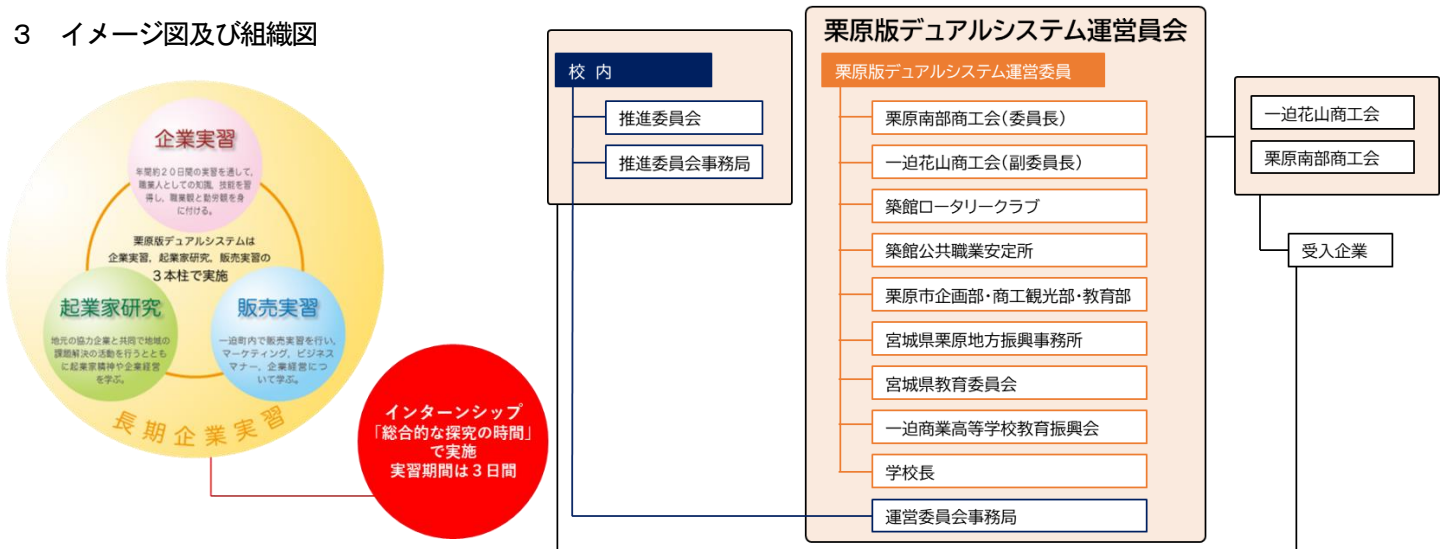 3 イメージ図及び組織図
企業実習
年間約20日間の実習を通して、
職業人としての知識、技能を習
得し、職業観と勤労観を身
に付ける。
栗原版デュアルシステムは
企業実習、起業家研究、販売実習の
3本柱で実施
起業家研究
地元の協力企業と共同で地域の
課題解決の活動を行うととも
に起業家精神や企業経営
を学ぶ。
販売実習
一迫町内で販売実習を行い、
マーケティング、ビジネス
マナー、企業経営につ
いて学ぶ。
長期企業実習
インターンシップ
「総合的な探究の時間」
で実施
実習期間は3日間
校 内
推進委員会
推進委員会事務局
栗原版デュアルシステム運営員会
栗原版デュアルシステム運営委員
栗原南部商工会(委員長)
一迫花山商工会(副委員長)
築館ロータリークラブ
築館公共職業安定所
栗原市企画部・商工観光部・教育部
宮城県栗原地方振興事務所
宮城県教育委員会
一迫商業高等学校教育振興会
学校長
運営委員会事務局
一迫花山商工会
栗原南部商工会
受入企業